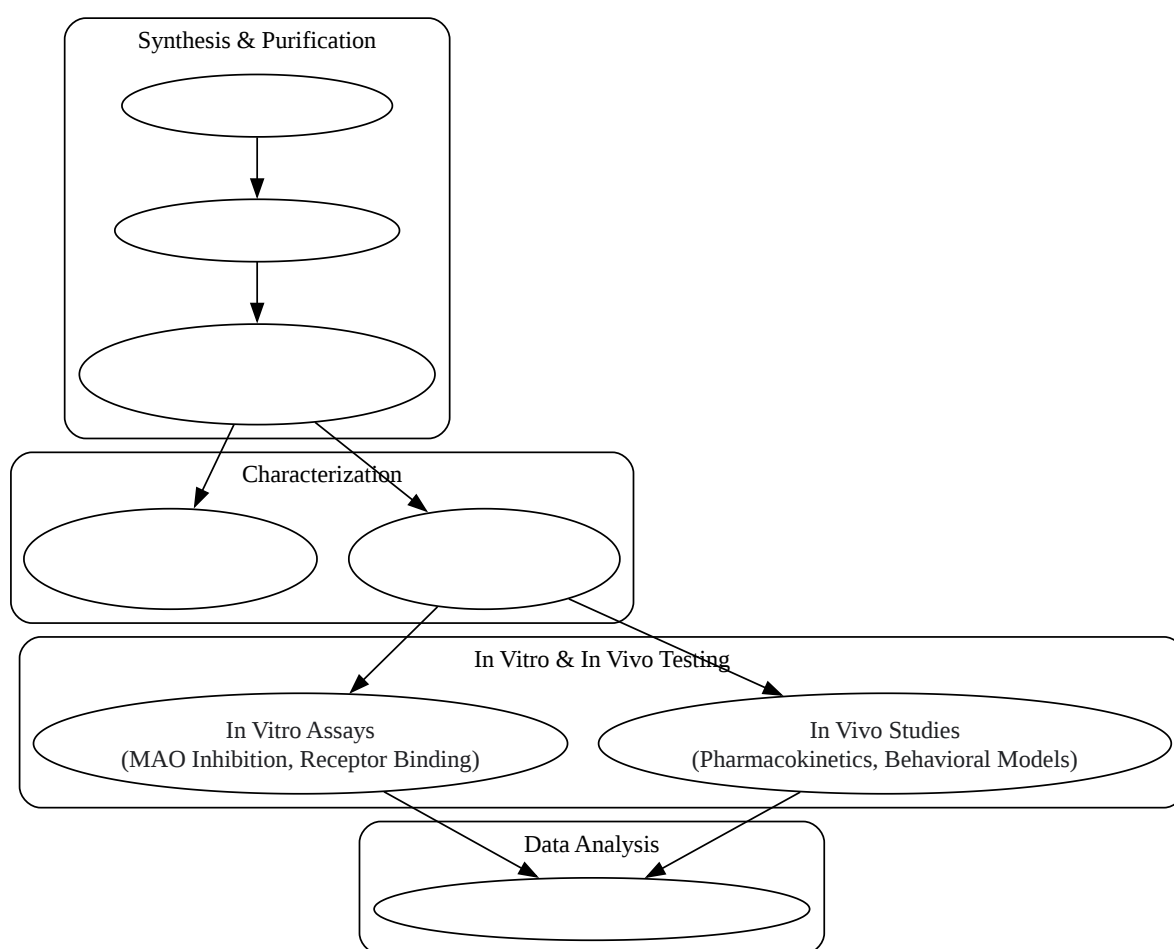 Synthesis & Purification
Characterization
In Vitro & In Vivo Testing
In Vitro Assays
(MAO Inhibition, Receptor Binding)
In Vivo Studies
(Pharmacokinetics, Behavioral Models)
Data Analysis